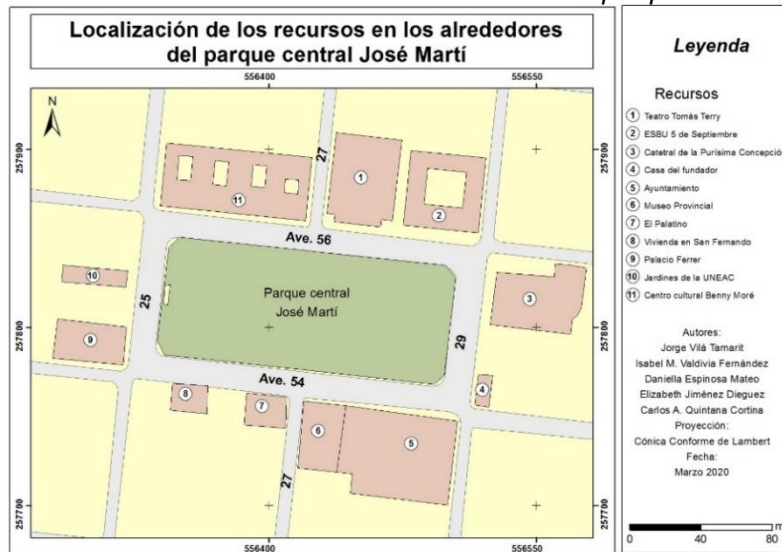 Localización de los recursos en los alrededores
del parque central José Martí
556400
556550
N
257900
257900
27
1
2
11
Ave. 56
10
25
Parque central
José Martí
3
257800
257800
9
29
Ave. 54
4
8
7
6
5
27
257700
257700
556400
556550
Leyenda
Recursos
1 Teatro Tomás Terry
2 ESBU 5 de Septiembre
3 Catetral de la Purísima Concepció
4 Casa del fundador
5 Ayuntamiento
6 Museo Provincial
7 El Palatino
8 Vivienda en San Fernando
9 Palacio Ferrer
10 Jardines de la UNEAC
11 Centro cultural Benny Moré
Autores:
Jorge Vilá Tamarit
Isabel M. Valdivia Fernández
Daniella Espinosa Mateo
Elizabeth Jiménez Dieguez
Carlos A. Quintana Cortina
Proyección:
Cónica Conforme de Lambert
Fecha:
Marzo 2020
0 40 80 m